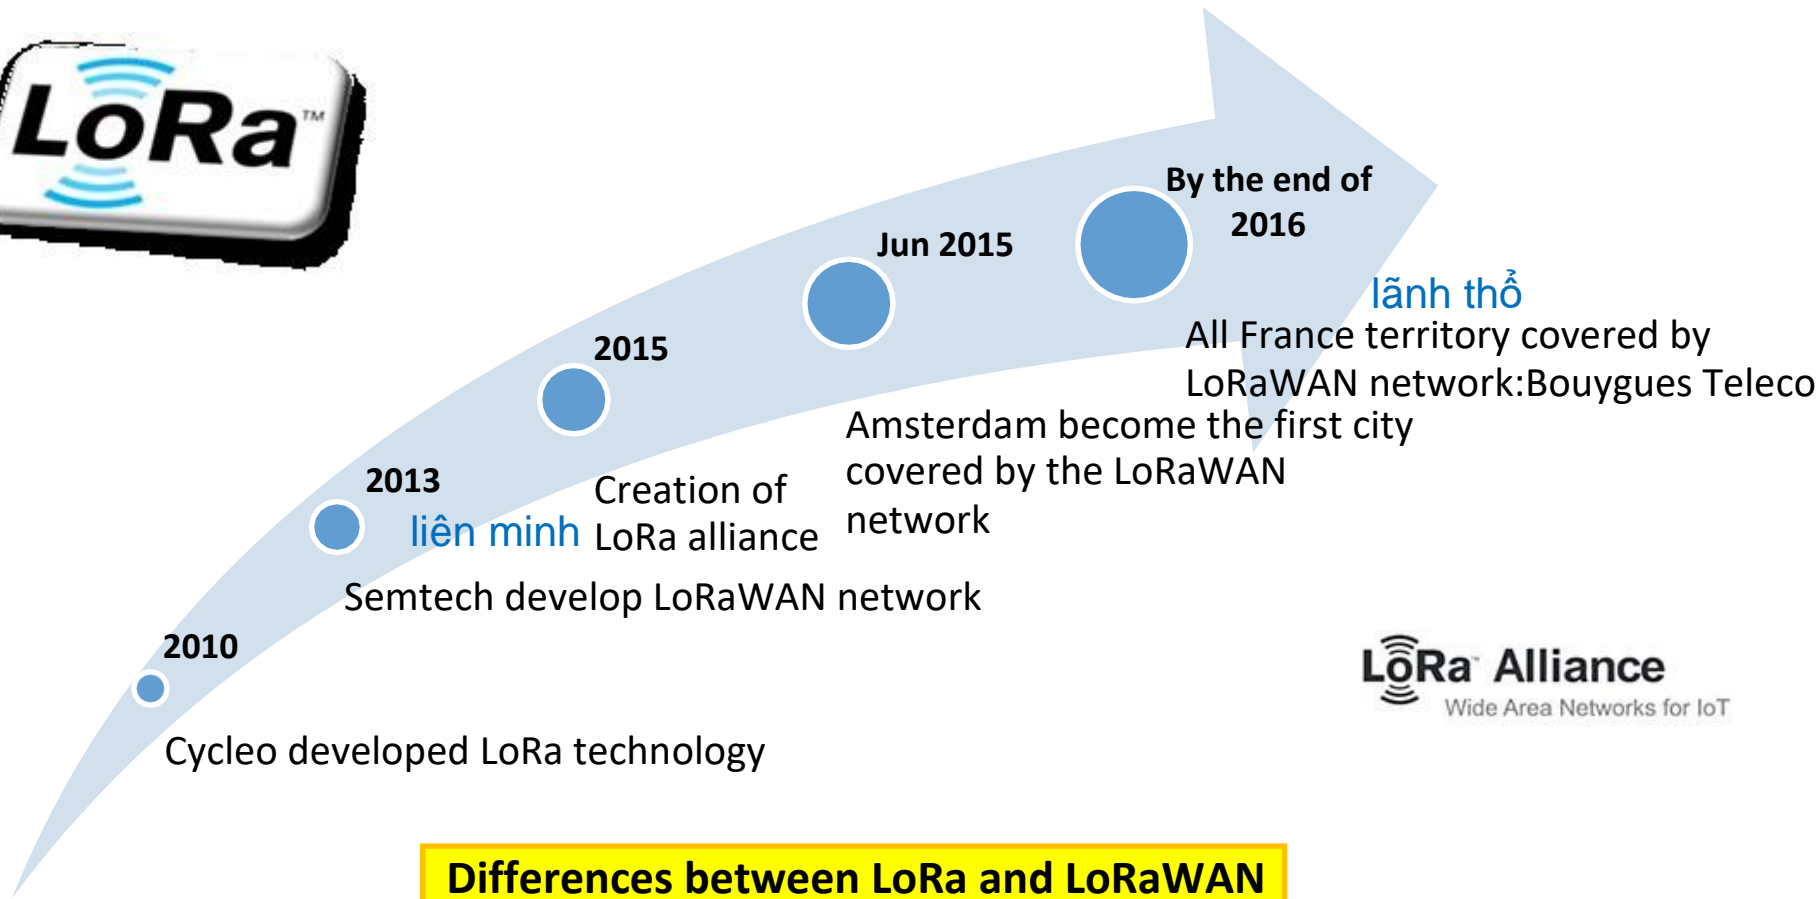 LoRa™
By the end of
2016
Jun 2015
lãnh thổ
All France territory covered by
LoRaWAN network:Bouygues Teleco
2015
Amsterdam become the first city
covered by the LoRaWAN
network
2013
Creation of
liên minh LoRa alliance
Semtech develop LoRaWAN network
2010
LoRa™ Alliance
Wide Area Networks for IoT
Cycleo developed LoRa technology
Differences between LoRa and LoRaWAN